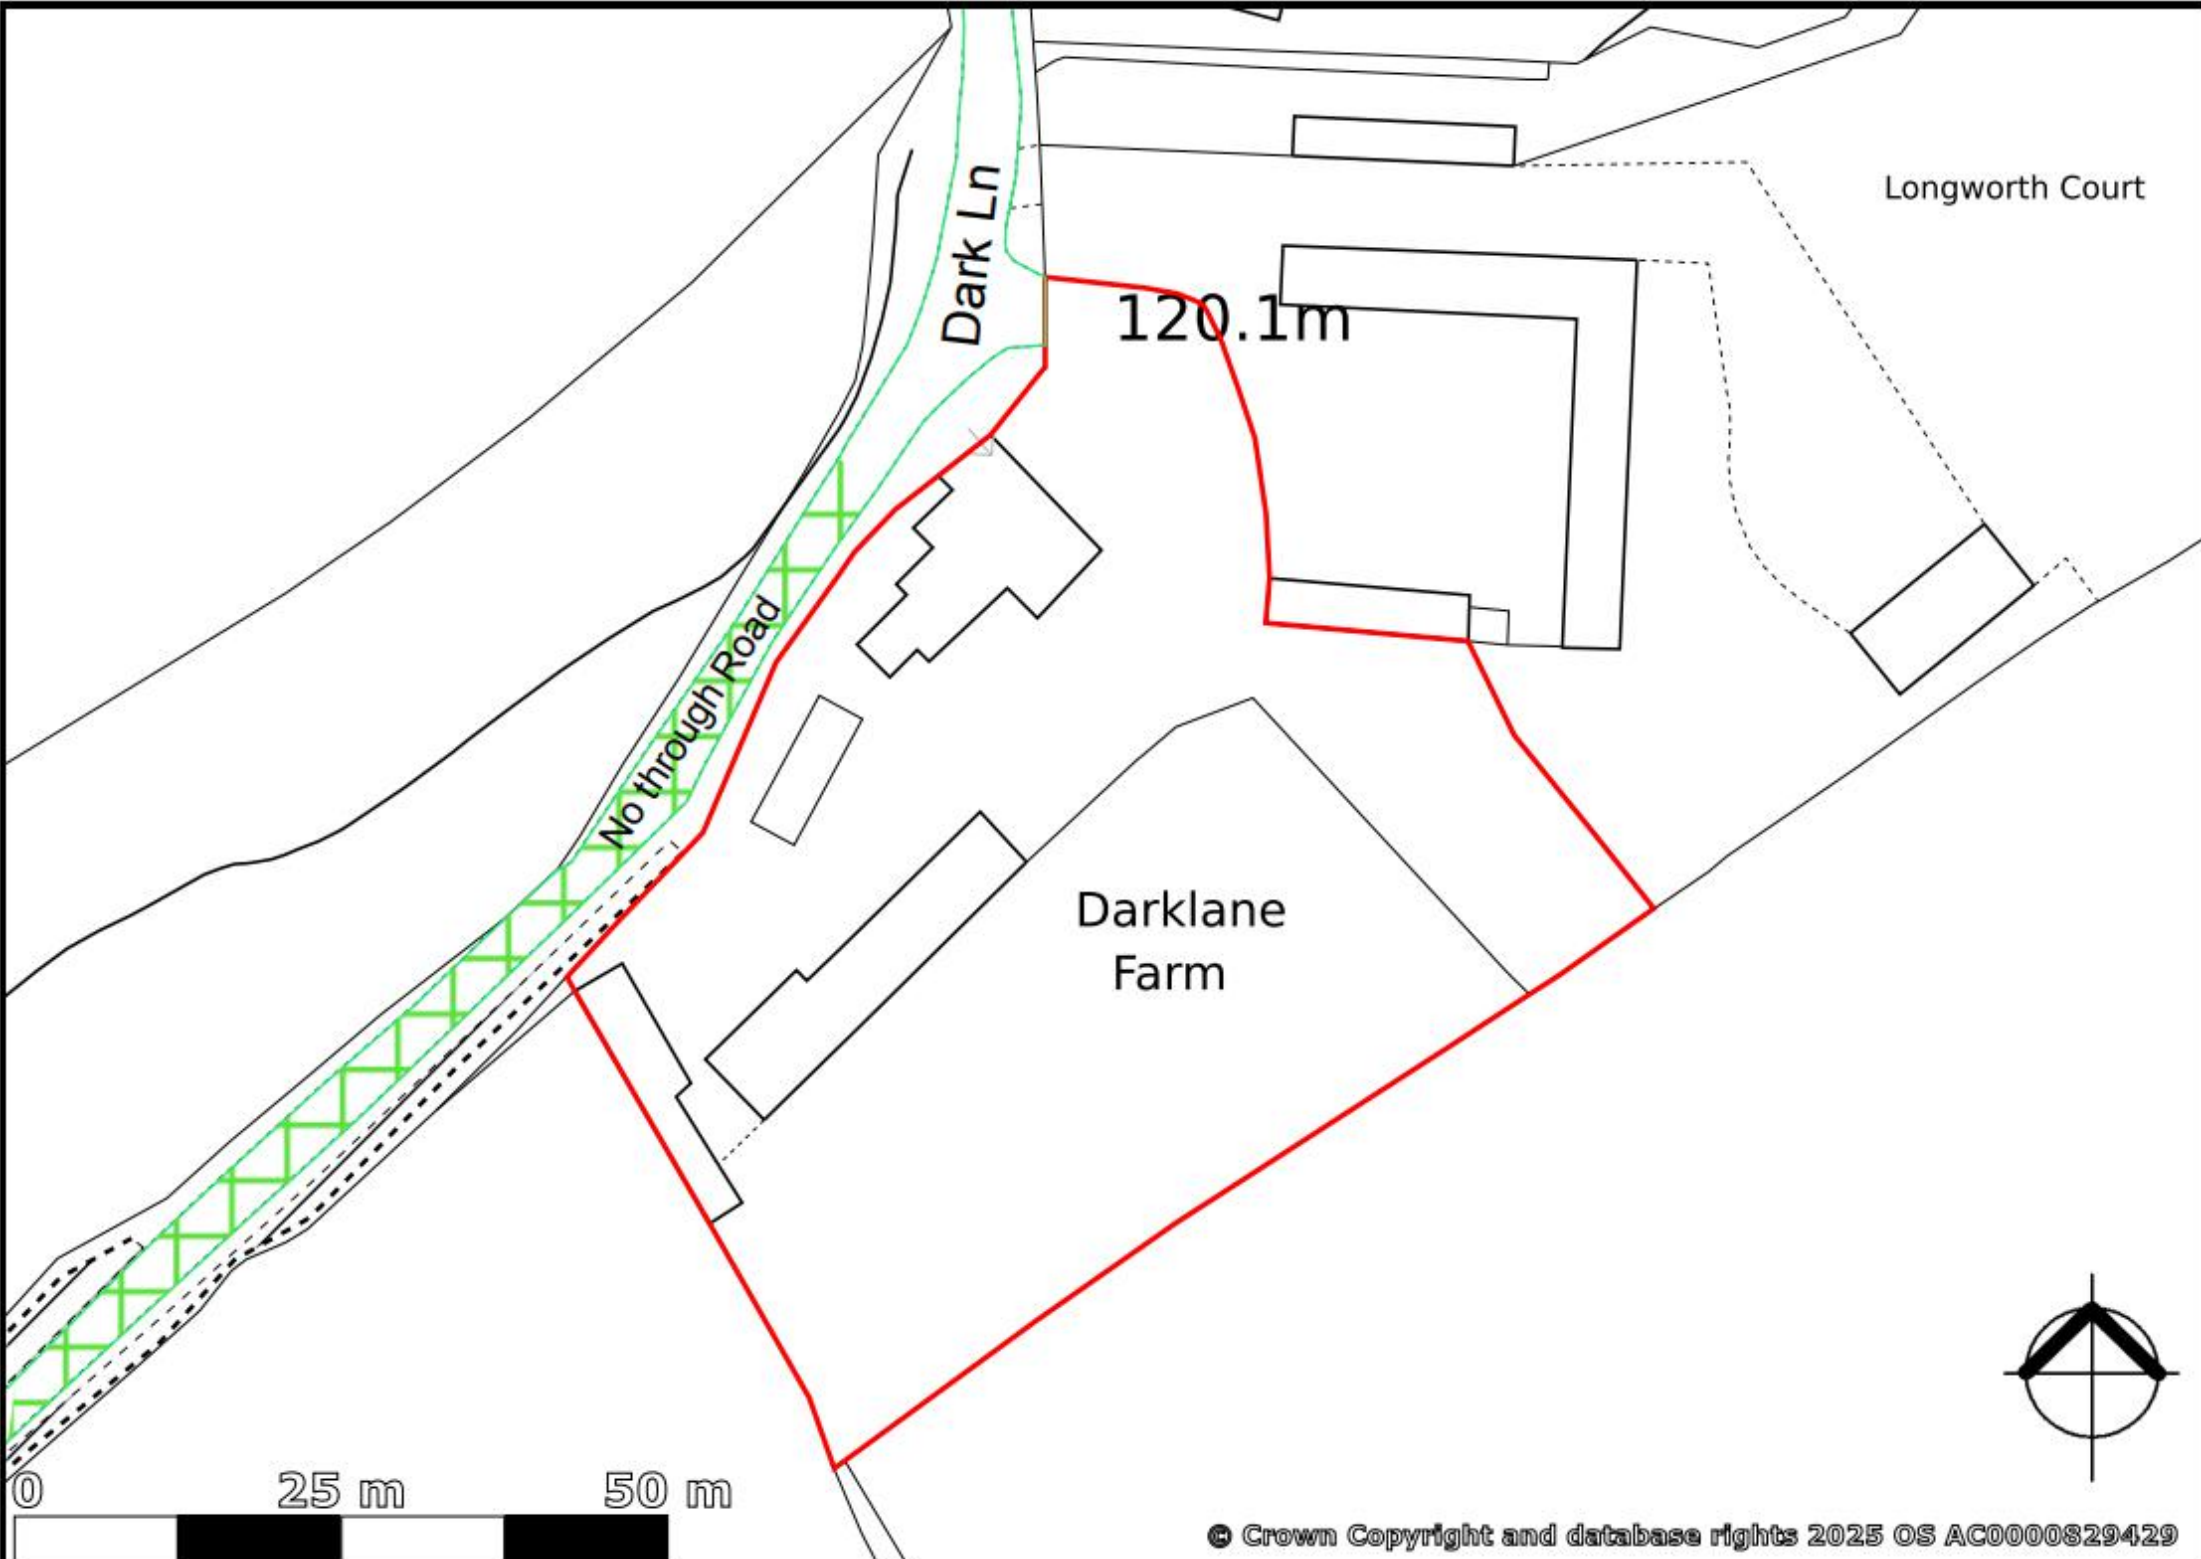 Longworth Court
Dark Ln
120.1m
No through Road
Darklane
Farm
0 25 m 50 m
© Crown Copyright and database rights 2025 OS AC0000829429